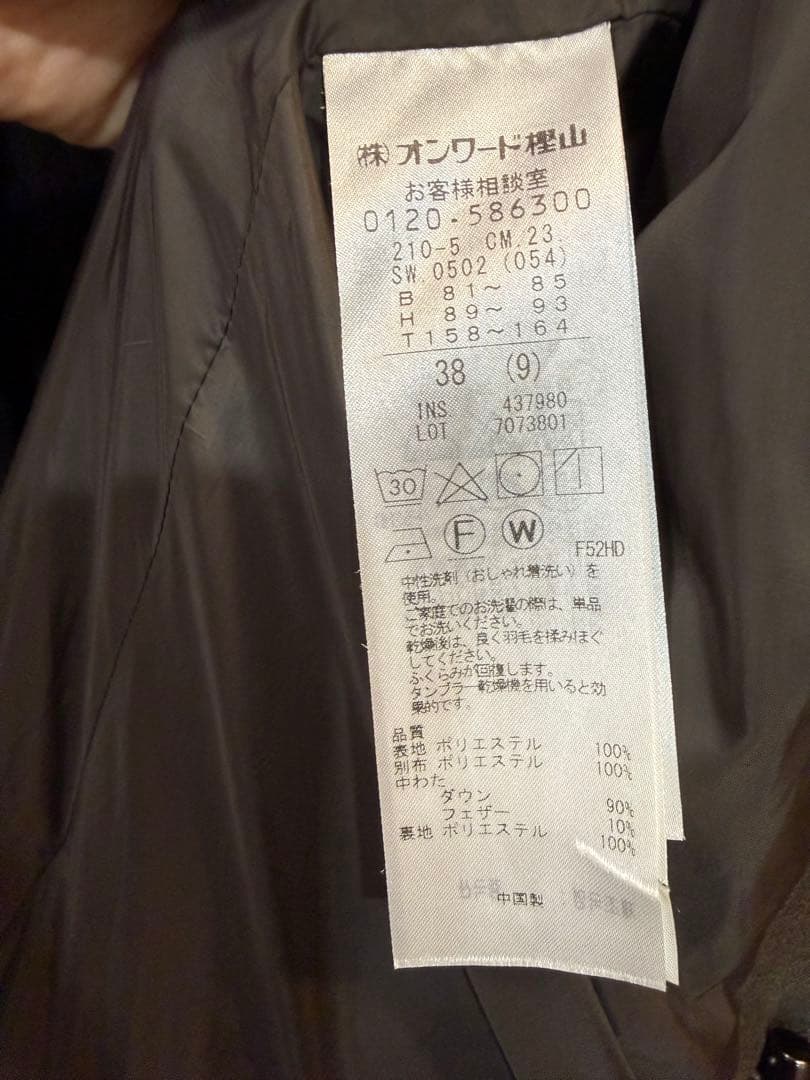 ㈱オンワード樫山
お客様相談室
0120-586300
210-5 CM.23.
SW.0502 (054)
B 81～ 85
H 89～ 93
T158～164
38 (9)
INS 437980
LOT 7073801
30
F W F52HD
中性洗剤（おしゃれ着洗い）を
使用。
ご家庭でのお洗濯の際は、単品
でお洗いください。
乾燥後は、良く羽毛を揉みほぐ
してください。
ふくらみが回復します。
タンブラー乾燥機を用いると効
果的です。
品質
表地 ポリエステル 100%
別布 ポリエステル 100%
中わた
ダウン 90%
フェザー 10%
裏地 ポリエステル 100%
中国製